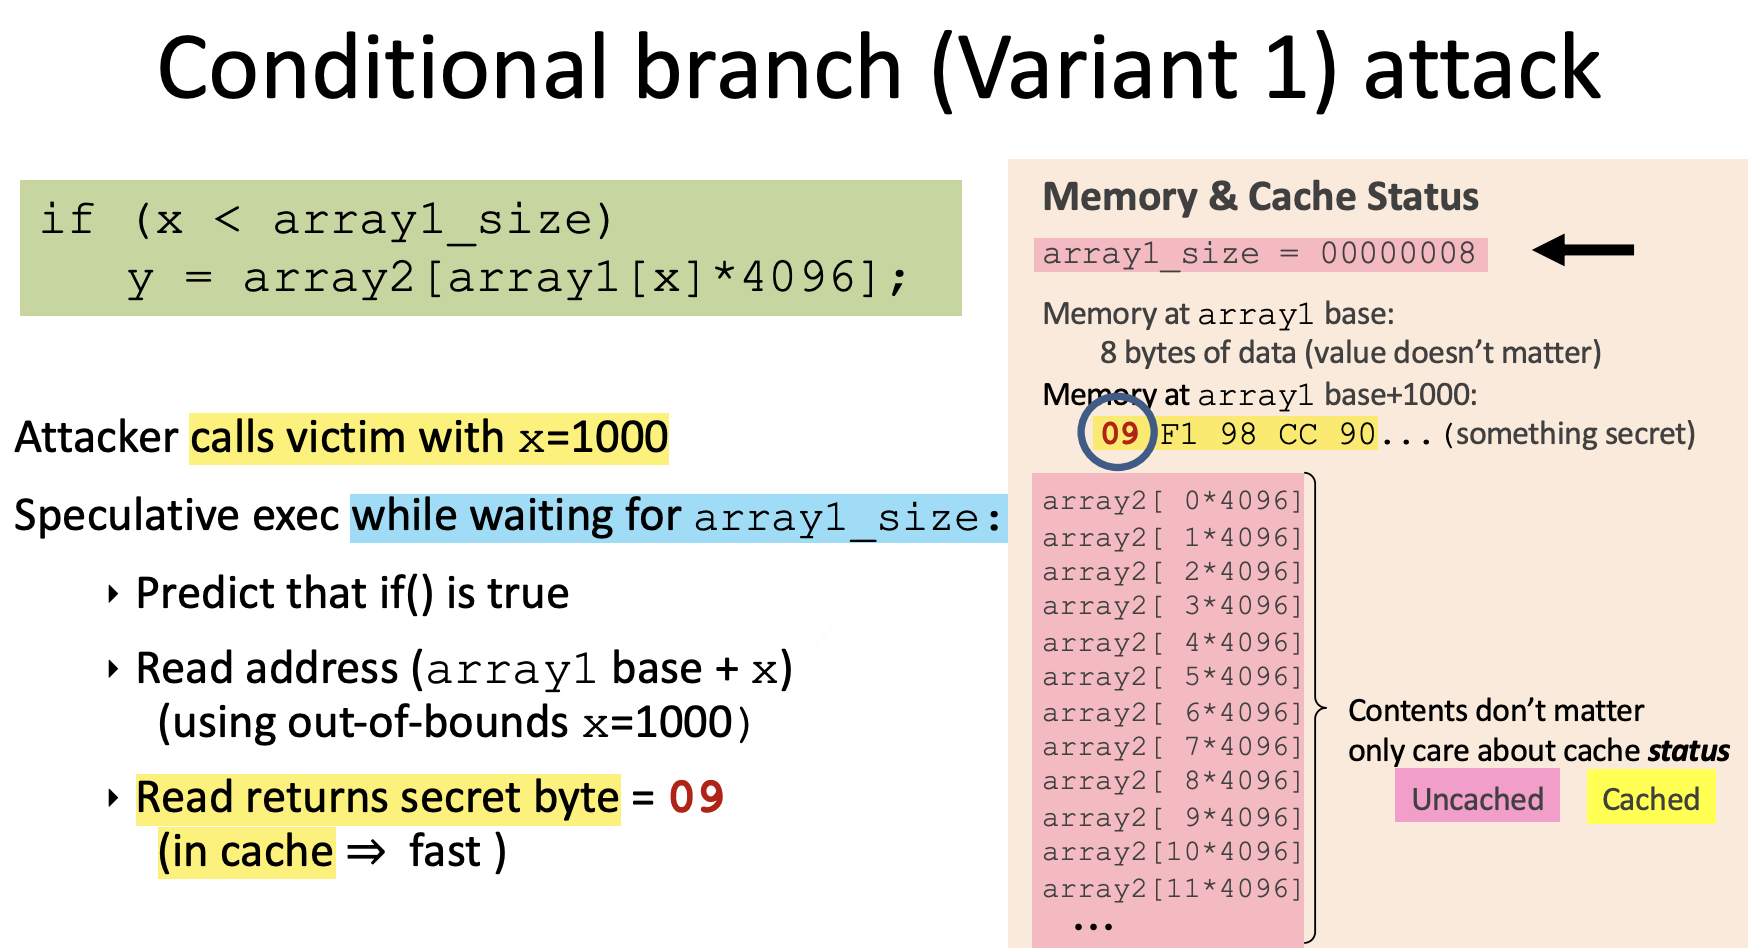 Conditional branch (Variant 1) attack
if (x < array1_size)
y = array2[array1[x]*4096];
Attacker calls victim with x=1000
Speculative exec while waiting for array1_size:
‣ Predict that if() is true
‣ Read address (array1 base + x)
(using out-of-bounds x=1000)
‣ Read returns secret byte = 09
(in cache ⇒ fast )
Memory & Cache Status
array1_size = 00000008
Memory at array1 base:
8 bytes of data (value doesn't matter)
Memory at array1 base+1000:
09 F1 98 CC 90... (something secret)
array2[ 0*4096]
array2[ 1*4096]
array2[ 2*4096]
array2[ 3*4096]
array2[ 4*4096]
array2[ 5*4096]
array2[ 6*4096]
array2[ 7*4096]
array2[ 8*4096]
array2[ 9*4096]
array2[10*4096]
array2[11*4096]
...
Contents don't matter
only care about cache status
Uncached Cached